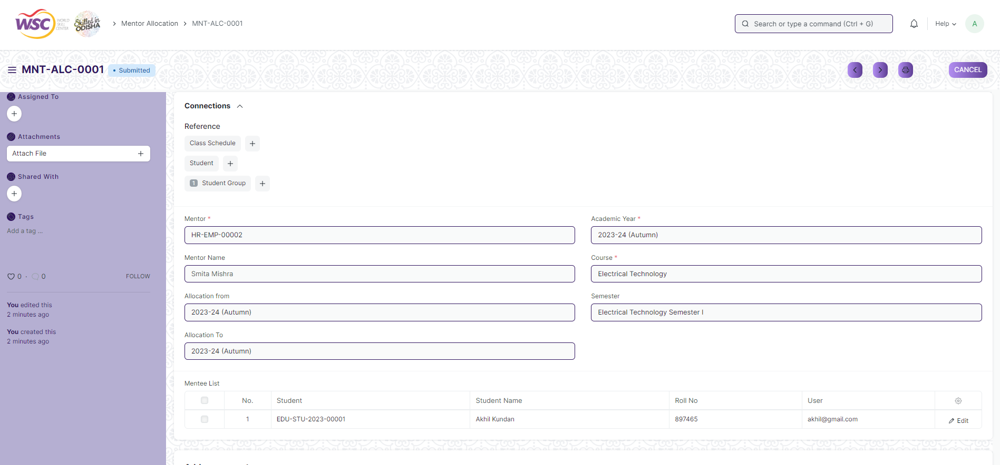 WSC WORLD SKILL CENTER
Skilled in ODISHA
Mentor Allocation
MNT-ALC-0001
Search or type a command (Ctrl + G)
Help
A
MNT-ALC-0001
• Submitted
CANCEL
Assigned To
Attachments
Attach File
Shared With
Tags
Add a tag ...
0 · 0
FOLLOW
You edited this
2 minutes ago
You created this
2 minutes ago
Connections
Reference
Class Schedule
Student
1 Student Group
Mentor *
HR-EMP-00002
Academic Year *
2023-24 (Autumn)
Mentor Name
Smita Mishra
Course *
Electrical Technology
Allocation from
2023-24 (Autumn)
Semester
Electrical Technology Semester I
Allocation To
2023-24 (Autumn)
Mentee List
No. Student Student Name Roll No User
1 EDU-STU-2023-00001 Akhil Kundan 897465 akhil@gmail.com Edit